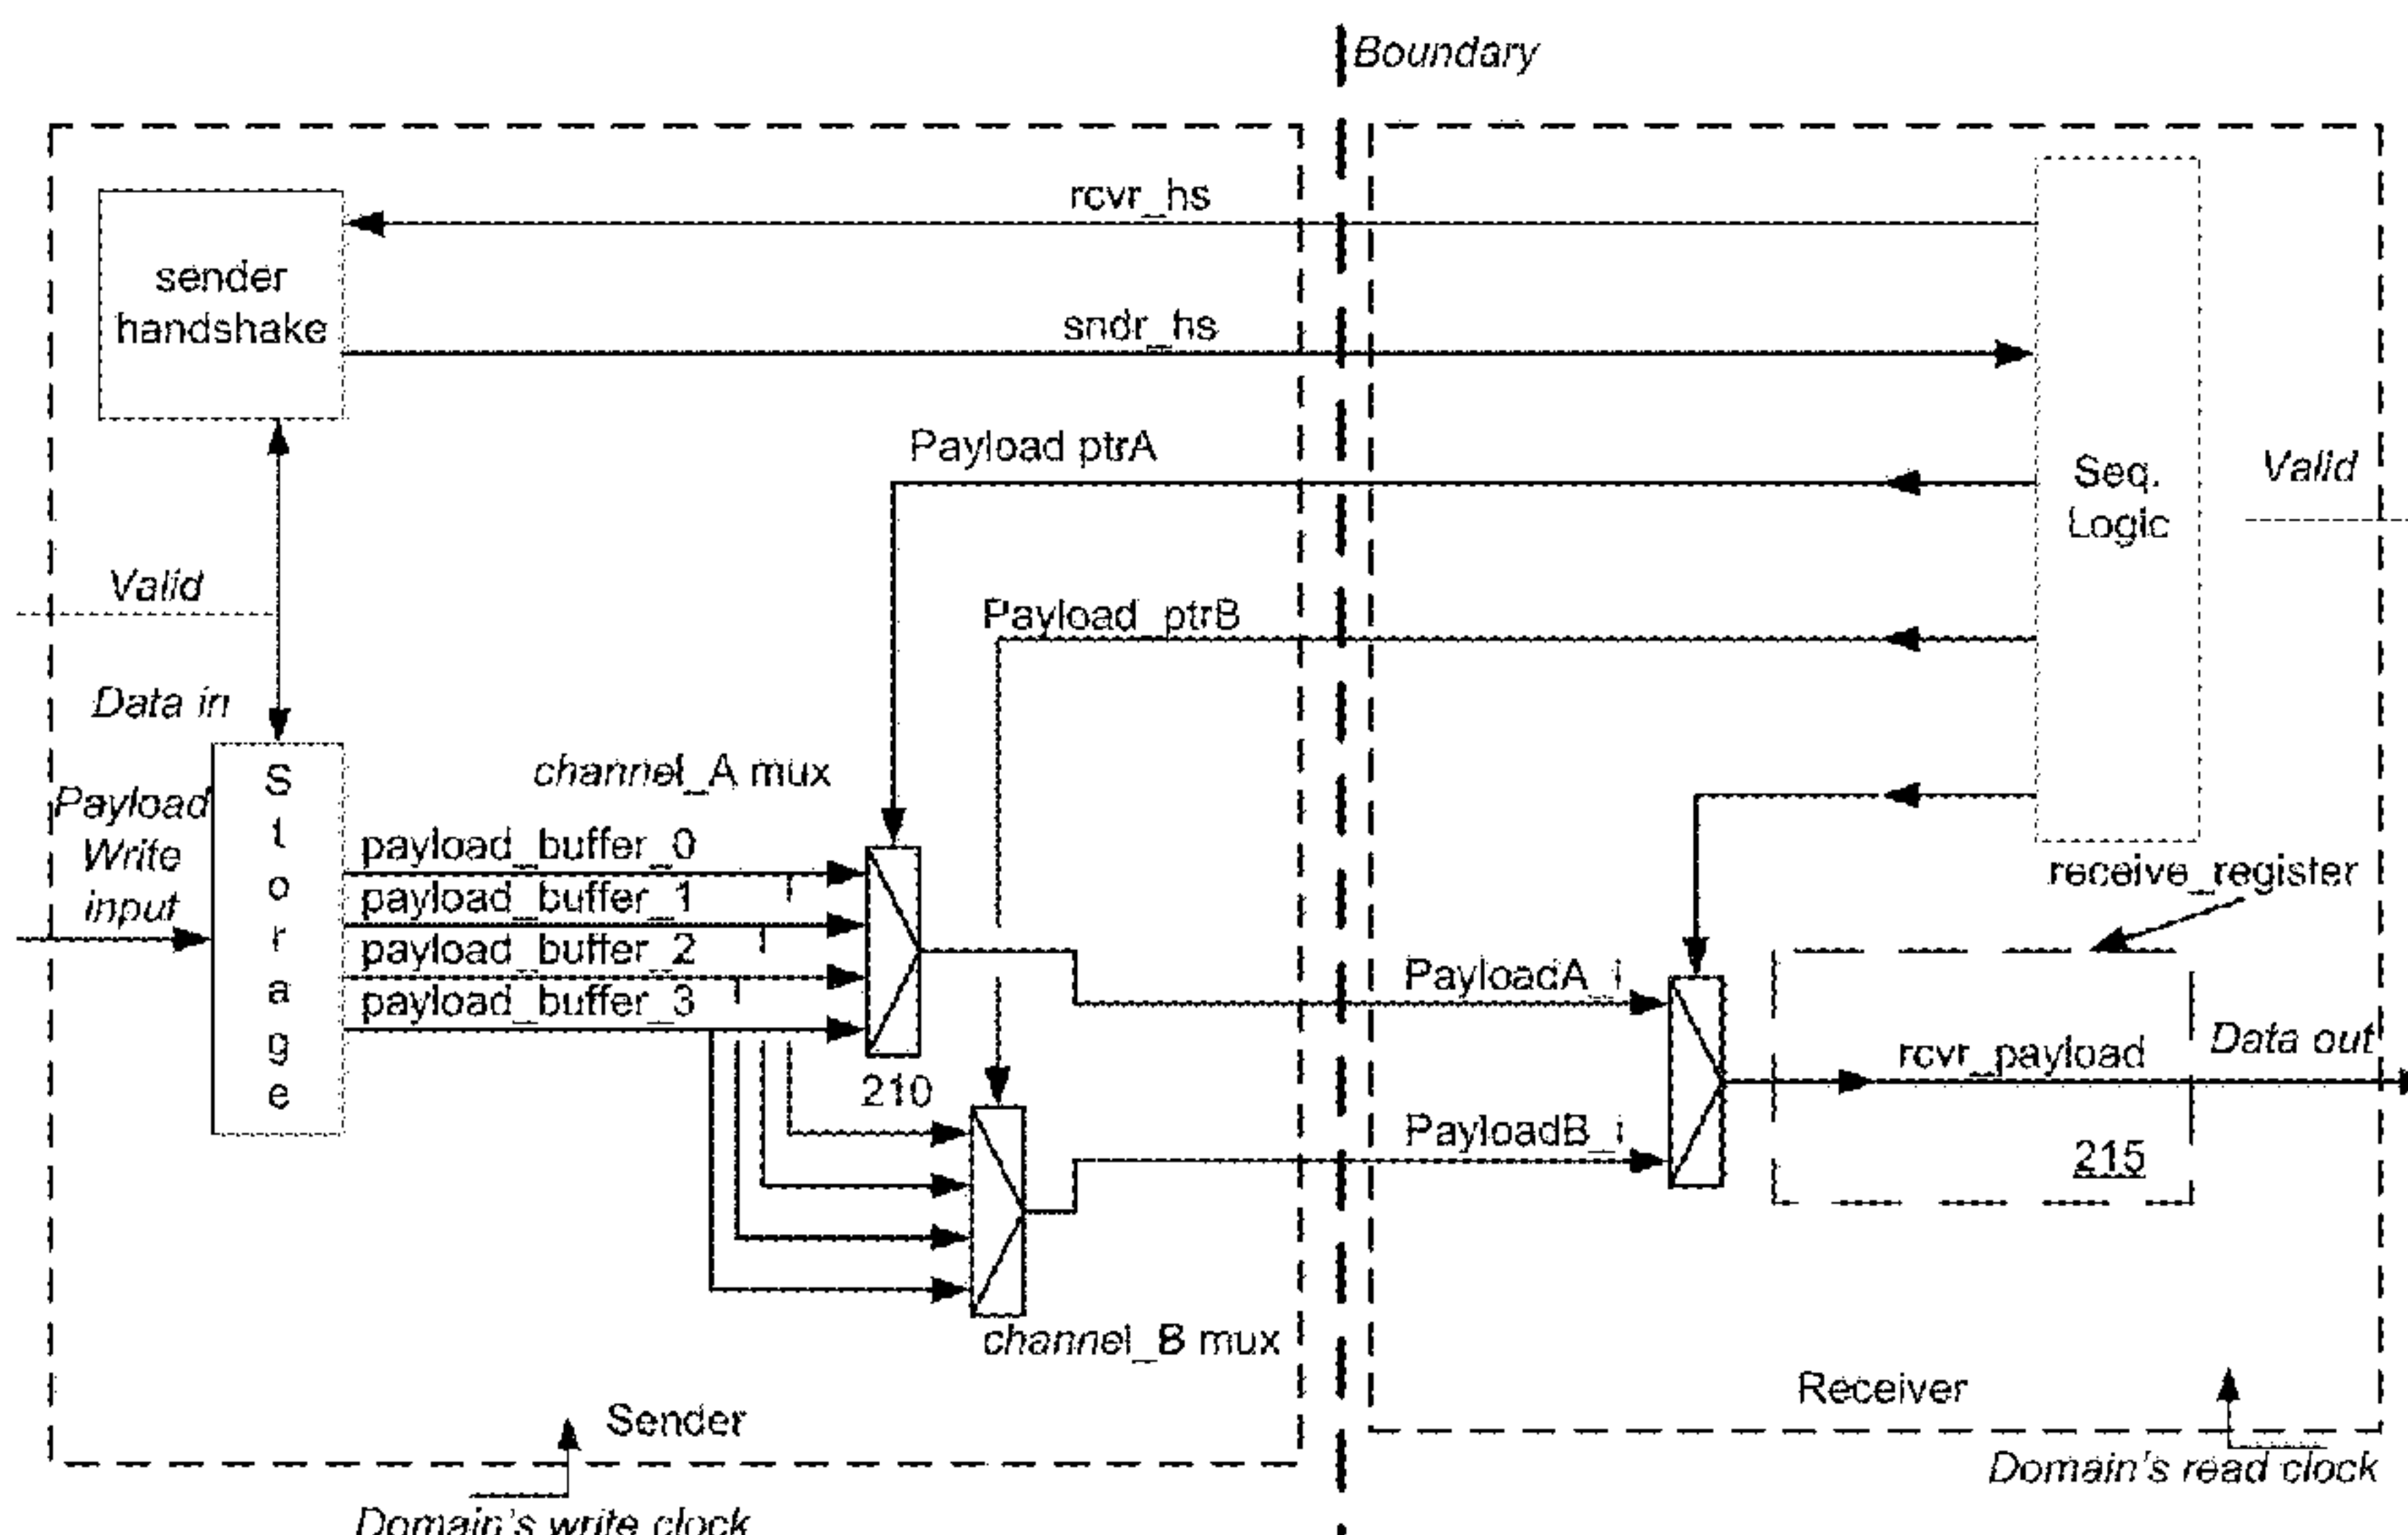 Boundary
rcvr_hs
sender
handshake
sndr_hs
Payload ptrA
Seq.
Logic
Valid
Valid
Payload_ptrB
Data in
channel_A mux
Storage
Payload
Write
input
payload_buffer_0
payload_buffer_1
payload_buffer_2
payload_buffer_3
receive_register
PayloadA_i
rcvr_payload
Data out
210
PayloadB_i
215
channel_B mux
Receiver
Sender
Domain's read clock
Domain's write clock